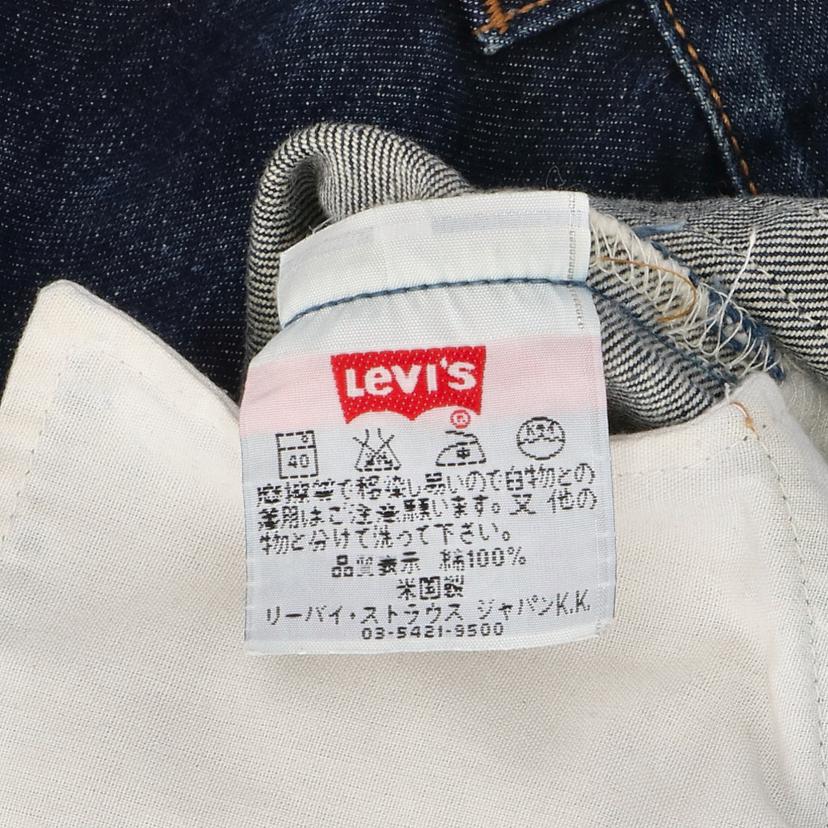 Levi's
®
40
摩擦等で移染し易いので白物との
着用はご注意願います。又 他の
物と分けて洗って下さい。
品質表示 綿100%
米国製
リーバイ・ストラウス ジャパンK.K.
03-5421-9500